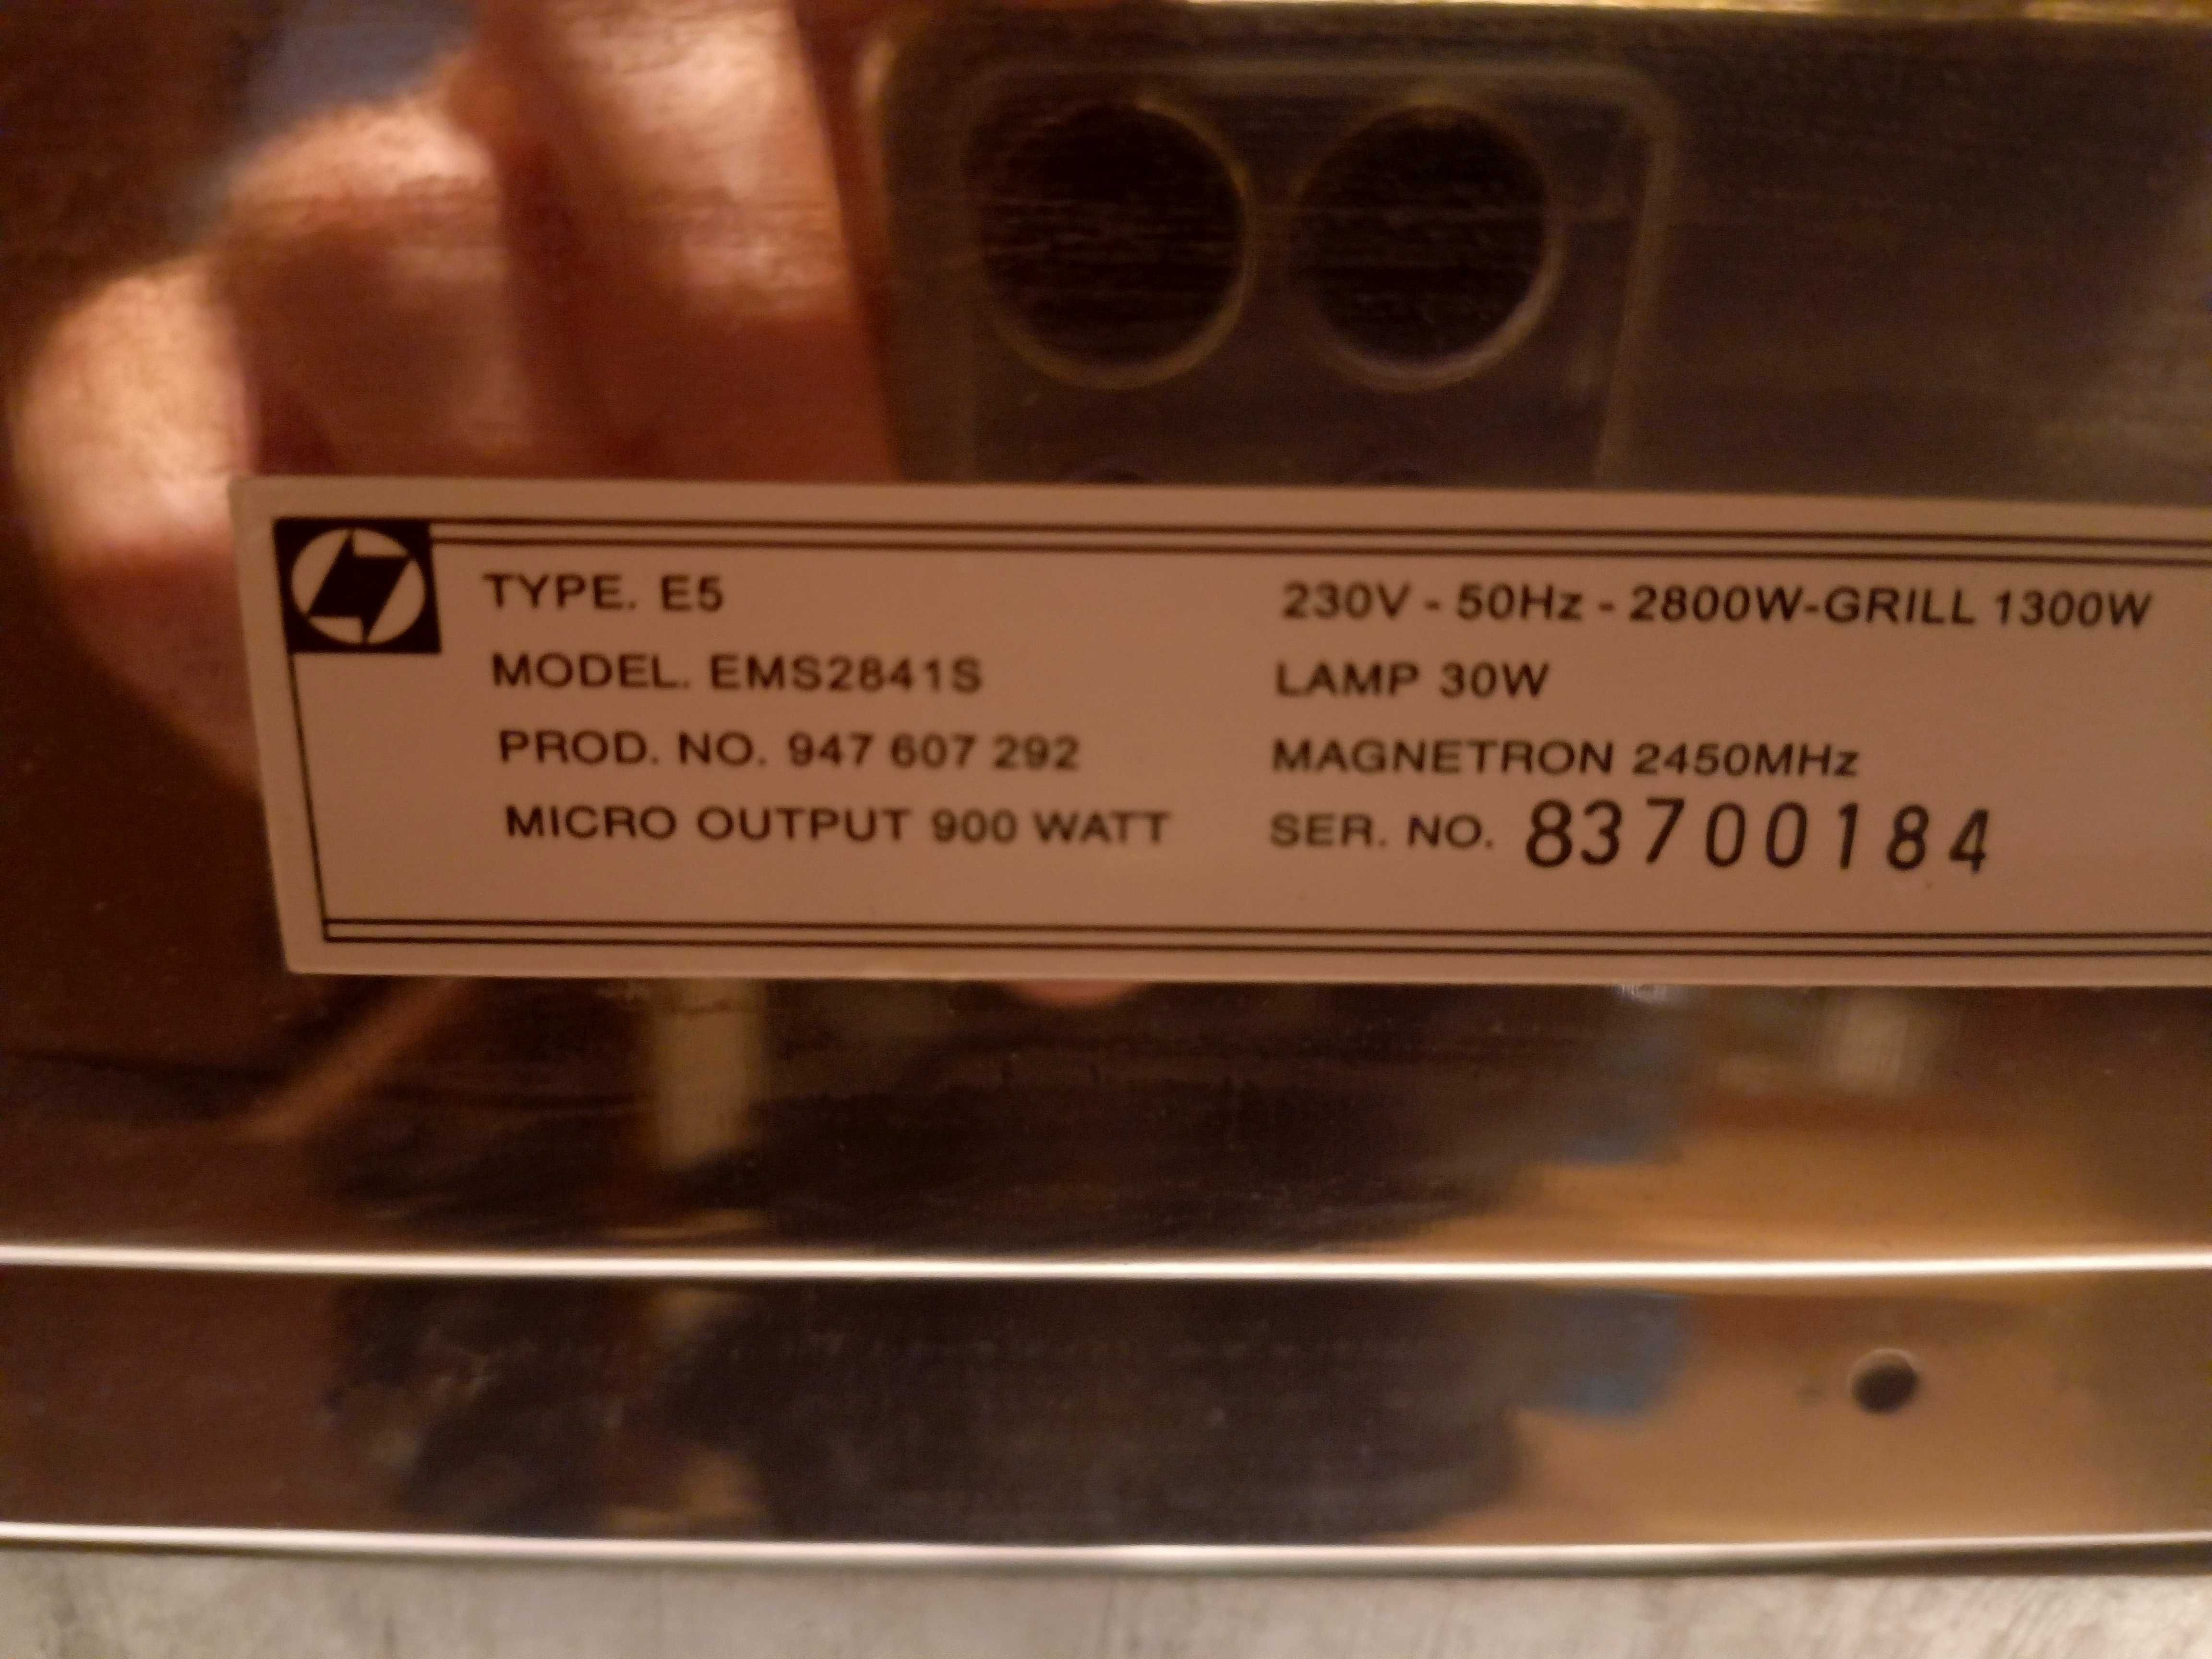 TYPE. E5
MODEL. EMS2841S
PROD. NO. 947 607 292
MICRO OUTPUT 900 WATT
230V - 50Hz - 2800W-GRILL 1300W
LAMP 30W
MAGNETRON 2450MHz
SER. NO. 83700184